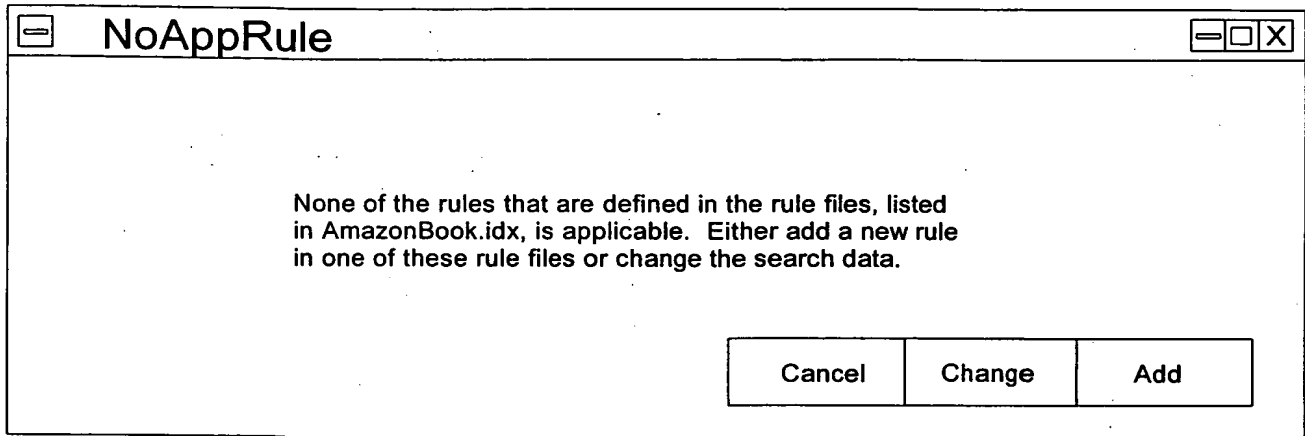 NoAppRule
None of the rules that are defined in the rule files, listed
in AmazonBook.idx, is applicable. Either add a new rule
in one of these rule files or change the search data.
Cancel Change Add